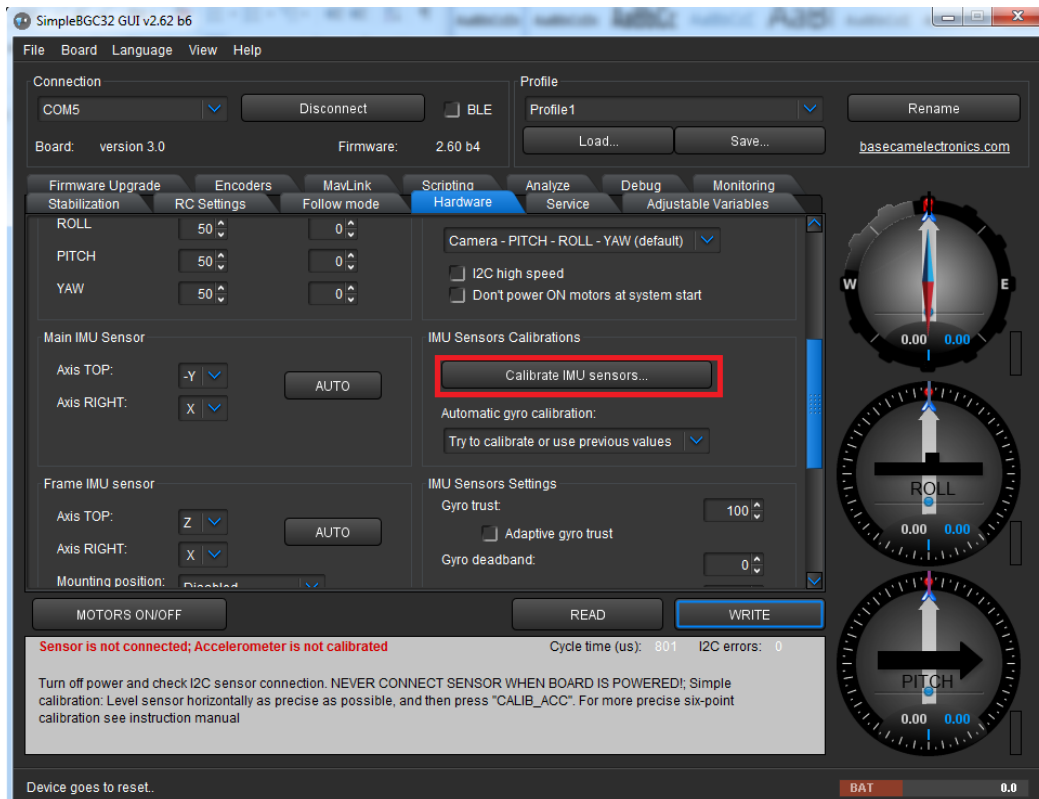 SimpleBGC32 GUI v2.62 b6
File Board Language View Help
Connection
Profile
COM5
Disconnect
BLE
Profile1
Rename
Load...
Save...
Board: version 3.0
Firmware: 2.60 b4
basecamelectronics.com
Firmware Upgrade Encoders MavLink Scripting Analyze Debug Monitoring
Stabilization RC Settings Follow mode Hardware Service Adjustable Variables
ROLL 50 0
PITCH 50 0
YAW 50 0
Camera - PITCH - ROLL - YAW (default)
I2C high speed
Don't power ON motors at system start
Main IMU Sensor
Axis TOP: -Y
AUTO
Axis RIGHT: X
IMU Sensors Calibrations
Calibrate IMU sensors...
Automatic gyro calibration:
Try to calibrate or use previous values
Frame IMU sensor
Axis TOP: Z
AUTO
Axis RIGHT: X
Mounting position: Disabled
IMU Sensors Settings
Gyro trust: 100
Adaptive gyro trust
Gyro deadband: 0
W E
0.00 0.00
ROLL
0.00 0.00
PITCH
0.00 0.00
MOTORS ON/OFF
READ
WRITE
Sensor is not connected; Accelerometer is not calibrated
Cycle time (us): 801 I2C errors: 0
Turn off power and check I2C sensor connection. NEVER CONNECT SENSOR WHEN BOARD IS POWERED!; Simple
calibration: Level sensor horizontally as precise as possible, and then press "CALIB_ACC". For more precise six-point
calibration see instruction manual
Device goes to reset..
BAT 0.0